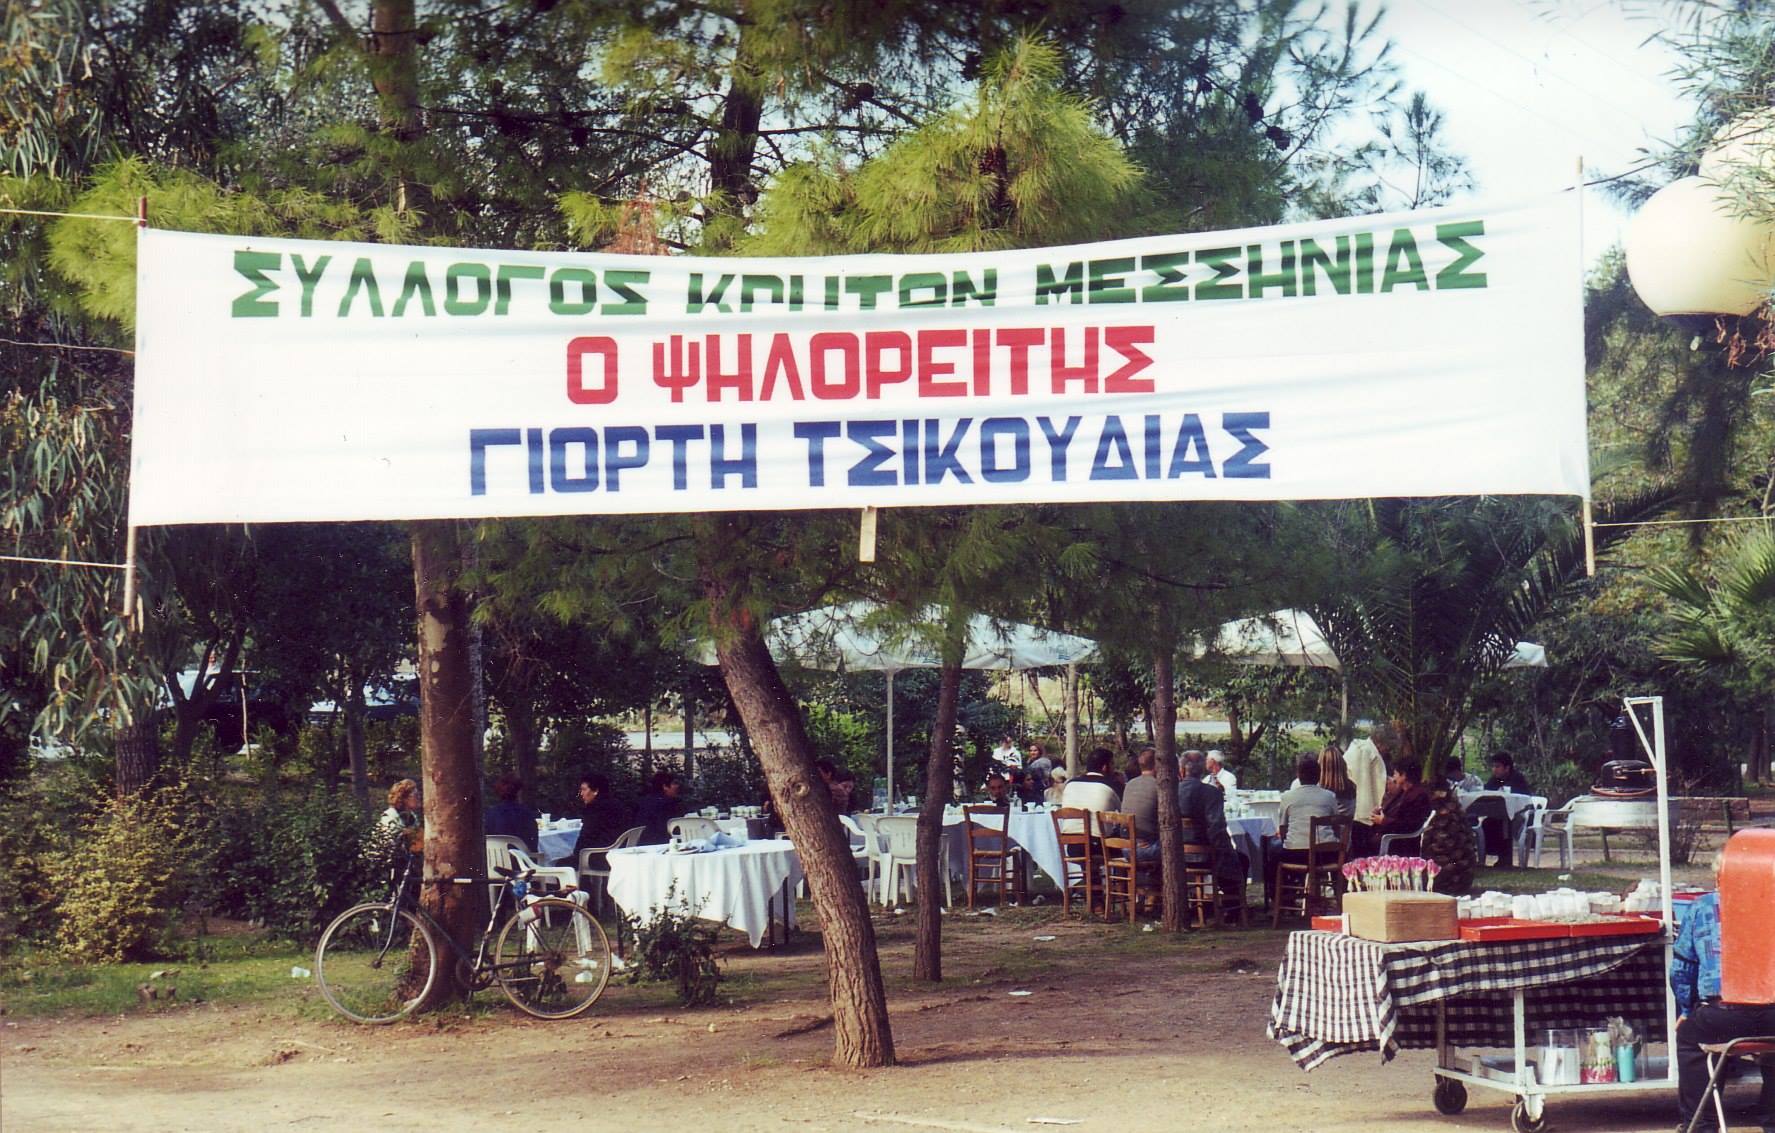 ΣΥΛΛΟΓΟΣ ΚΡΗΤΩΝ ΜΕΣΣΗΝΙΑΣ
Ο ΨΗΛΟΡΕΙΤΗΣ
ΓΙΟΡΤΗ ΤΣΙΚΟΥΔΙΑΣ